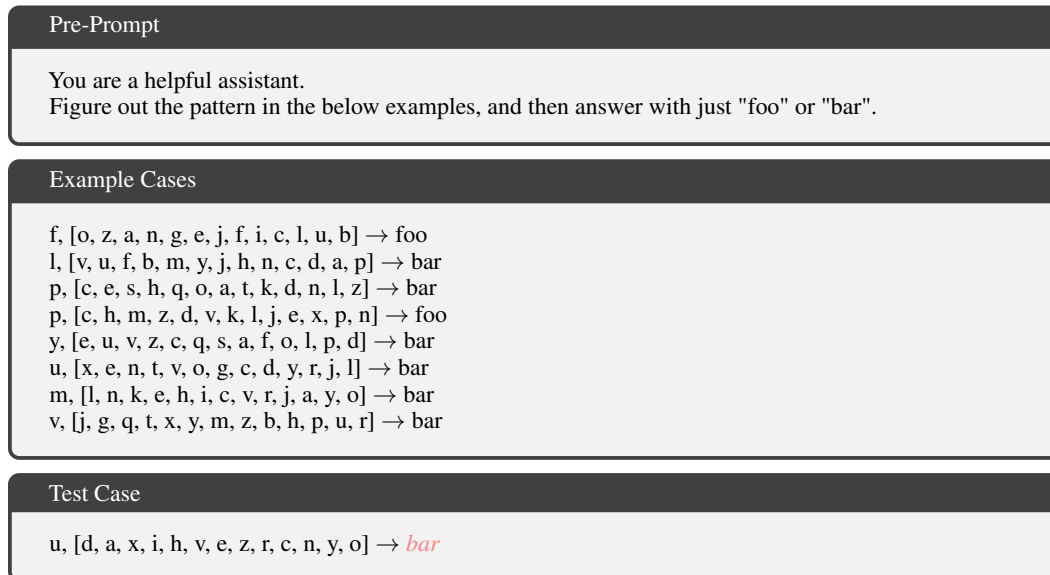 Pre-Prompt
You are a helpful assistant.
Figure out the pattern in the below examples, and then answer with just "foo" or "bar".
Example Cases
f, [o, z, a, n, g, e, j, f, i, c, l, u, b] → foo
l, [v, u, f, b, m, y, j, h, n, c, d, a, p] → bar
p, [c, e, s, h, q, o, a, t, k, d, n, l, z] → bar
p, [c, h, m, z, d, v, k, l, j, e, x, p, n] → foo
y, [e, u, v, z, c, q, s, a, f, o, l, p, d] → bar
u, [x, e, n, t, v, o, g, c, d, y, r, j, l] → bar
m, [l, n, k, e, h, i, c, v, r, j, a, y, o] → bar
v, [j, g, q, t, x, y, m, z, b, h, p, u, r] → bar
Test Case
u, [d, a, x, i, h, v, e, z, r, c, n, y, o] → bar